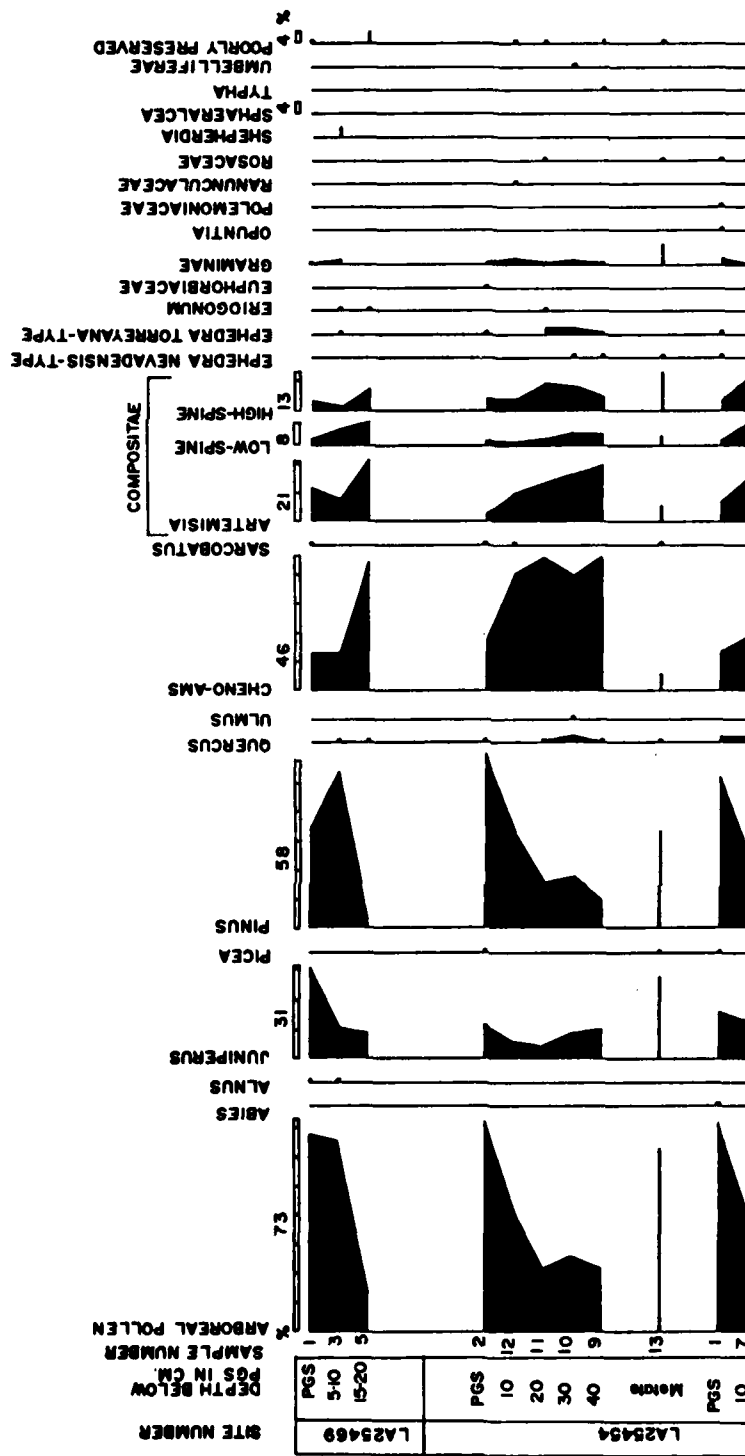 SITE NUMBER
DEPTH BELOW
PGS IN CM.
SAMPLE NUMBER
ARBOREAL POLLEN
ABIES
ALNUS
JUNIPERUS
PICEA
PINUS
QUERCUS
ULMUS
CHENO-AMS
SARCOBATUS
ARTEMISIA
LOW-SPINE
HIGH-SPINE
COMPOSITAE
EPHEDRA NEVADENSIS-TYPE
EPHEDRA TORREYANA-TYPE
ERIOGONUM
EUPHORBIACEAE
GRAMINAE
OPUNTIA
POLEMONIACEAE
RANUNCULACEAE
ROSACEAE
SHEPHERDIA
SPHAERALCEA
TYPHA
UMBELLIFERAE
POORLY PRESERVED
%
73
31
58
46
21
8
13
4
4 %
LA25469
PGS 1
5-10 3
15-20 5
LA25454
PGS 2
10 12
20 11
30 10
40 9
Metate 13
PGS 1
10 7